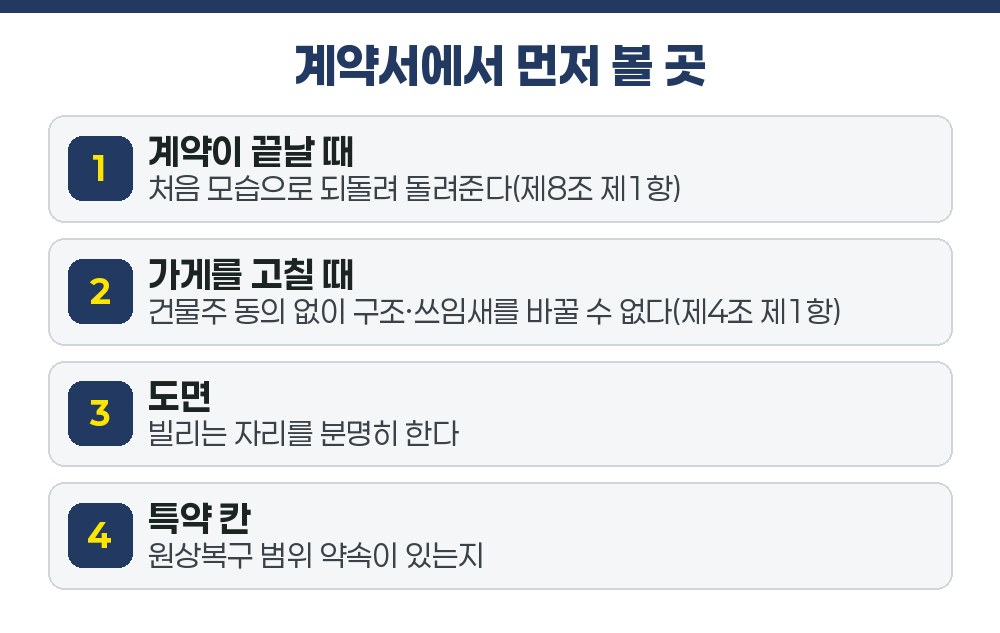 계약서에서 먼저 볼 곳
1
계약이 끝날 때
처음 모습으로 되돌려 돌려준다(제8조 제1항)
2
가게를 고칠 때
건물주 동의 없이 구조·쓰임새를 바꿀 수 없다(제4조 제1항)
3
도면
빌리는 자리를 분명히 한다
4
특약 칸
원상복구 범위 약속이 있는지